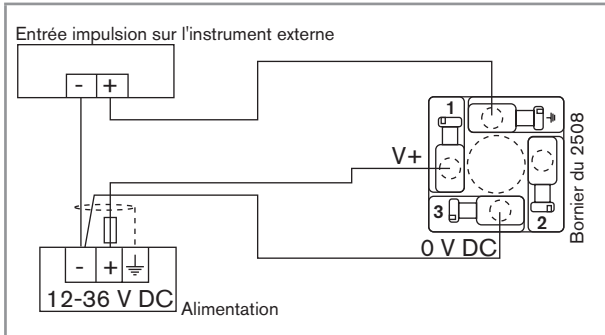 Entrée impulsion sur l'instrument externe
- +
1
V+
3
2
0 V DC
Bornier du 2508
- +
12-36 V DC
Alimentation